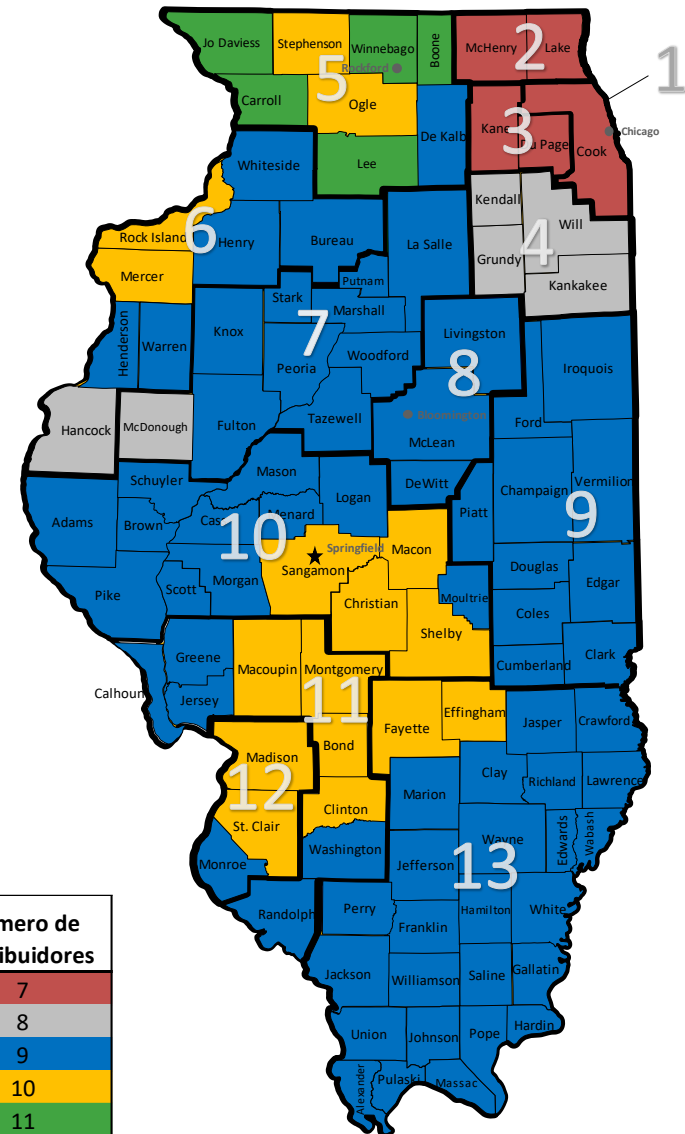 Jo Daviess
Stephenson
Winnebago
Boone
McHenry
Lake
2
1
Rockford
5
Carroll
Ogle
De Kalb
Kane
3
Du Page
Cook
Chicago
Whiteside
Lee
Kendall
Will
4
Rock Island
6
Henry
Bureau
La Salle
Grundy
Mercer
Putnam
Kankakee
Stark
Marshall
Henderson
Warren
Knox
7
Peoria
Woodford
Livingston
8
Iroquois
Hancock
McDonough
Fulton
Tazewell
Bloomington
McLean
Ford
Schuyler
Mason
Logan
DeWitt
Champaign
Vermilion
9
Adams
Brown
Cass
10
Menard
Piatt
Springfield
Macon
Sangamon
Pike
Scott
Morgan
Christian
Moultrie
Douglas
Edgar
Coles
Shelby
Greene
Macoupin
Montgomery
Cumberland
Clark
Calhoun
Jersey
11
Fayette
Effingham
Jasper
Crawford
Madison
Bond
12
Clay
Richland
Lawrence
Marion
St. Clair
Clinton
Wayne
Edwards
Wabash
Monroe
Washington
Jefferson
13
Randolph
Perry
Franklin
Hamilton
White
Jackson
Williamson
Saline
Gallatin
Union
Johnson
Pope
Hardin
Alexander
Pulaski
Massac
mero de
ribuidores
7
8
9
10
11